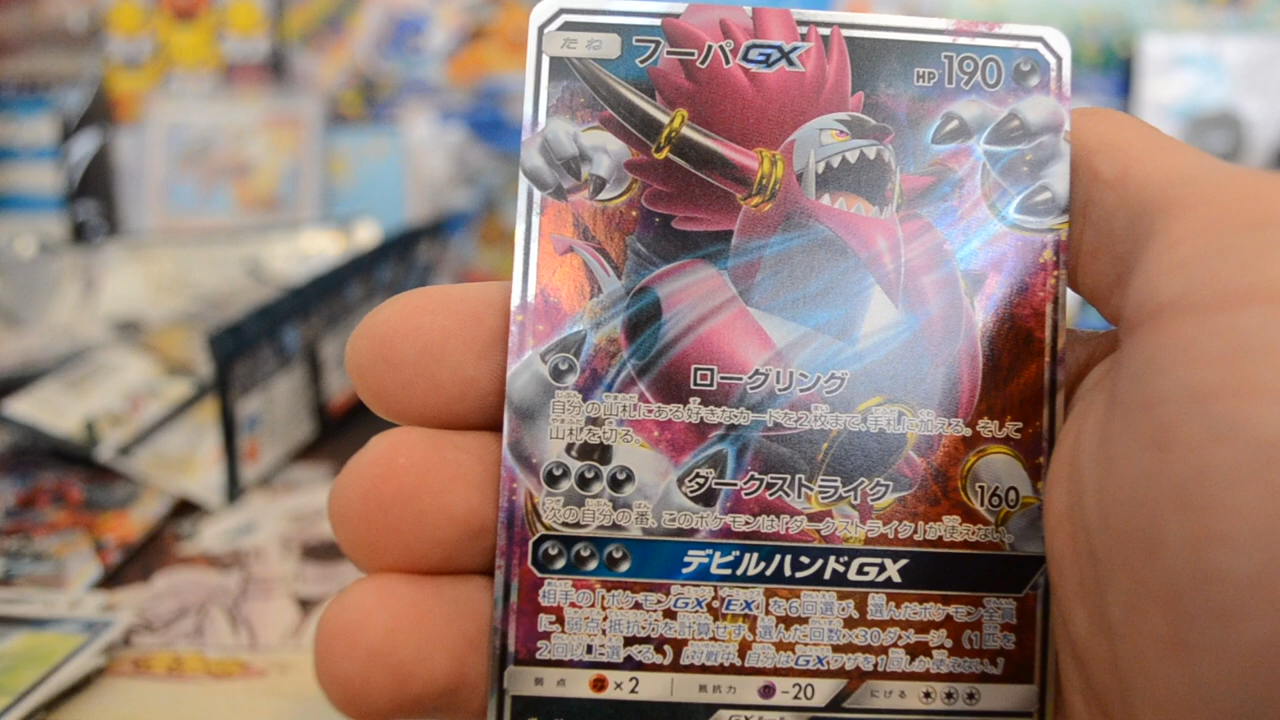 たね フーパGX HP190
ローグリング
自分の山札にある好きなカードを2枚まで、手札に加える。そして
山札を切る。
ダークストライク 160
次の自分の番、このポケモンは「ダークストライク」が使えない。
デビルハンドGX
相手の「ポケモンGX・EX」を6回選び、選んだポケモン全員
に、弱点・抵抗力を計算せず、選んだ回数×30ダメージ。(1匹を
2回以上選べる。)[対戦中、自分はGXワザを1回しか使えない。]
弱点 ×2 抵抗力 -20 にげる